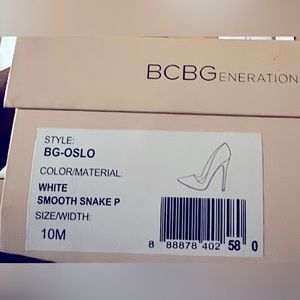 BCBGENERATION
STYLE:
BG-OSLO
COLOR/MATERIAL:
WHITE
SMOOTH SNAKE P
SIZE/WIDTH:
10M
8 88878 402 58 0